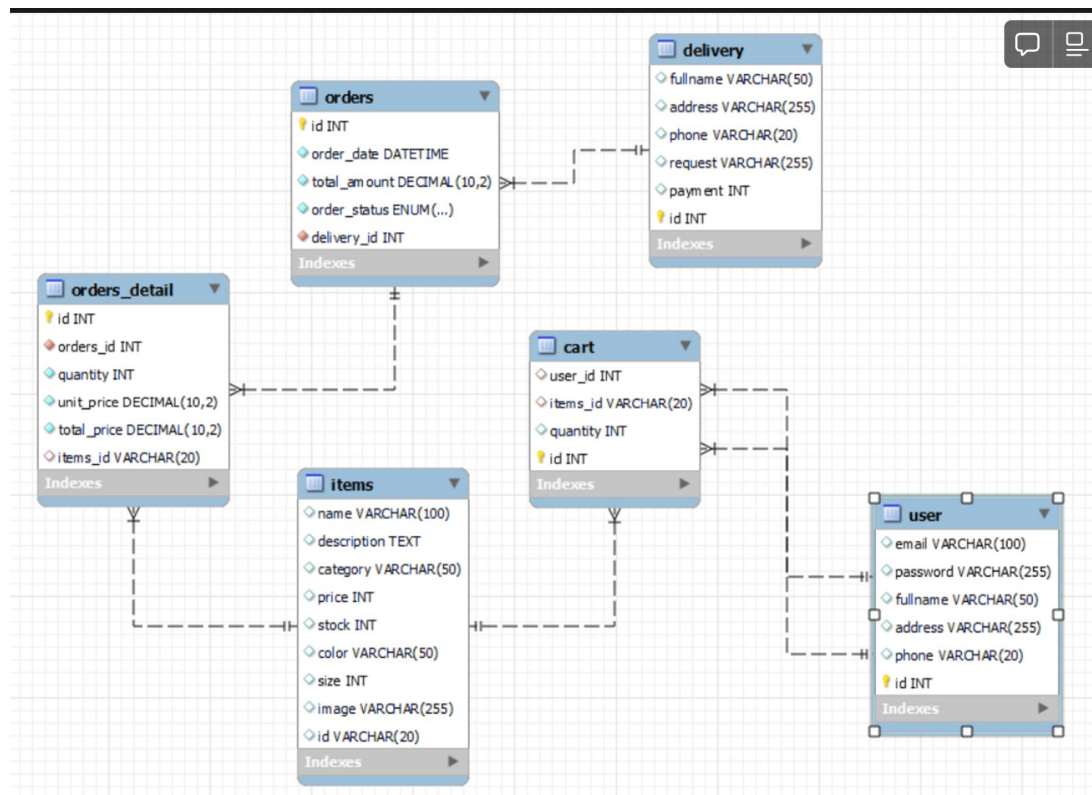 orders
id INT
order_date DATETIME
total_amount DECIMAL(10,2)
order_status ENUM(...)
delivery_id INT
Indexes
delivery
fullname VARCHAR(50)
address VARCHAR(255)
phone VARCHAR(20)
request VARCHAR(255)
payment INT
id INT
Indexes
orders_detail
id INT
orders_id INT
quantity INT
unit_price DECIMAL(10,2)
total_price DECIMAL(10,2)
items_id VARCHAR(20)
Indexes
cart
user_id INT
items_id VARCHAR(20)
quantity INT
id INT
Indexes
items
name VARCHAR(100)
description TEXT
category VARCHAR(50)
price INT
stock INT
color VARCHAR(50)
size INT
image VARCHAR(255)
id VARCHAR(20)
Indexes
user
email VARCHAR(100)
password VARCHAR(255)
fullname VARCHAR(50)
address VARCHAR(255)
phone VARCHAR(20)
id INT
Indexes